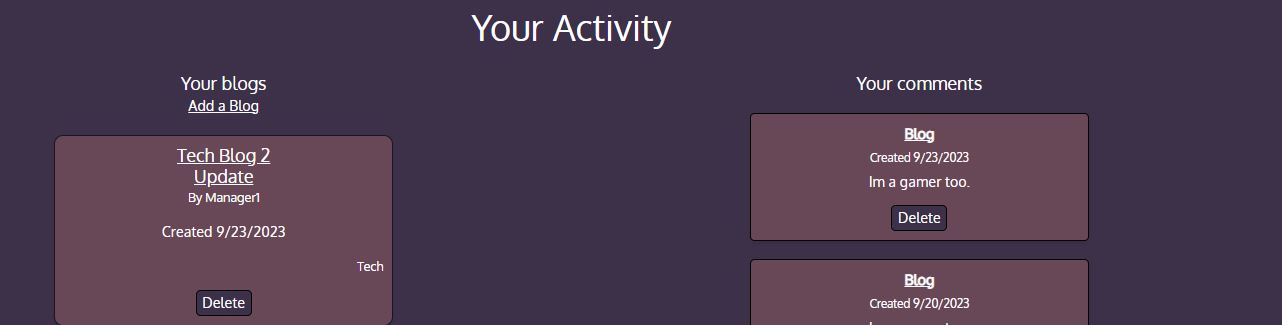 Your Activity
Your blogs
Add a Blog
Tech Blog 2
Update
By Manager1
Created 9/23/2023
Tech
Delete
Your comments
Blog
Created 9/23/2023
Im a gamer too.
Delete
Blog
Created 9/20/2023